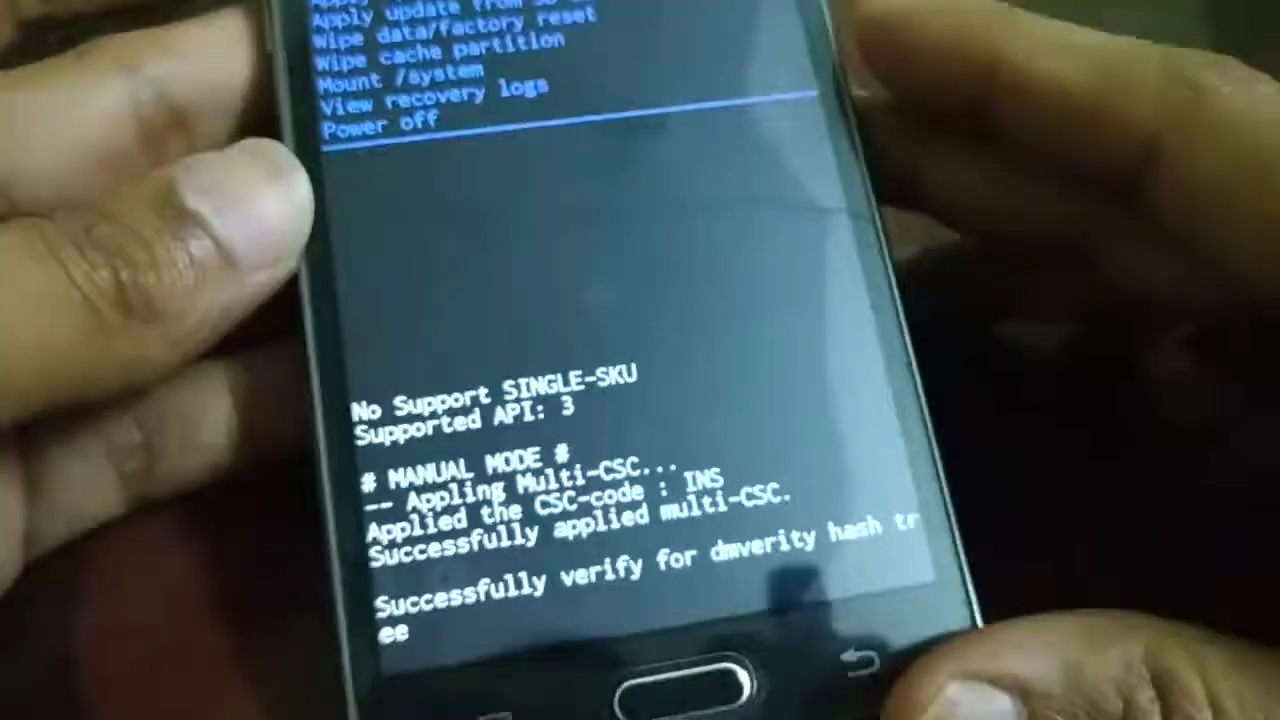 Apply update from
Wipe data/factory reset
Wipe cache partition
Mount /system
View recovery logs
Power off
No Support SINGLE-SKU
Supported API: 3
# MANUAL MODE #
-- Appling Multi-CSC...
Applied the CSC-code : INS
Successfully applied multi-CSC.
Successfully verify for dmverity hash tr
ee